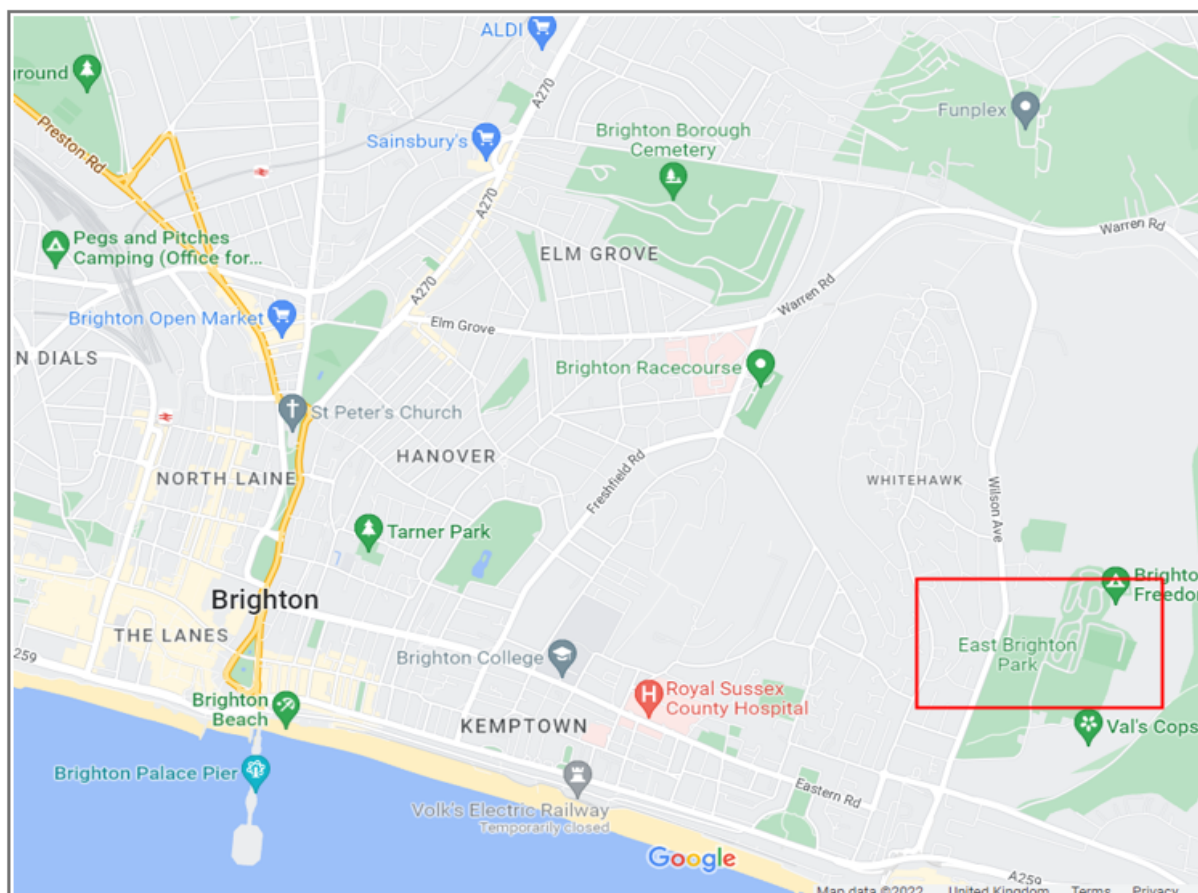 ALDI
A270
Funplex
ground
Preston Rd
Sainsbury's
Brighton Borough
Cemetery
A270
Pegs and Pitches
Camping (Office for...
ELM GROVE
Warren Rd
A270
Warren Rd
Brighton Open Market
Elm Grove
N DIALS
Brighton Racecourse
St Peter's Church
HANOVER
NORTH LAINE
Freshfield Rd
WHITEHAWK
Wilson Ave
Tarner Park
Brighto
Freedom
Brighton
THE LANES
East Brighton
Park
259
Brighton College
Royal Sussex
County Hospital
Brighton
Beach
KEMPTOWN
Val's Cops
Brighton Palace Pier
Volk's Electric Railway
Temporarily closed
Eastern Rd
Google
A259
Map data ©2022 United Kingdom Terms Privacy